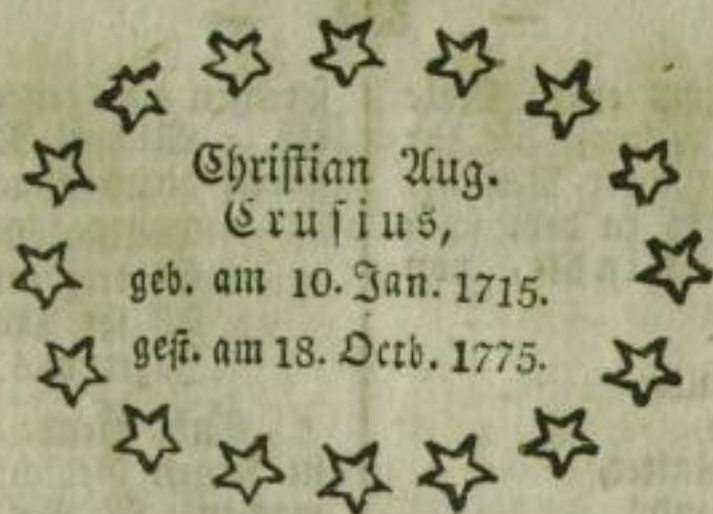 Christian Aug.
Crusius,
geb. am 10. Jan. 1715.
gest. am 18. Octb. 1775.